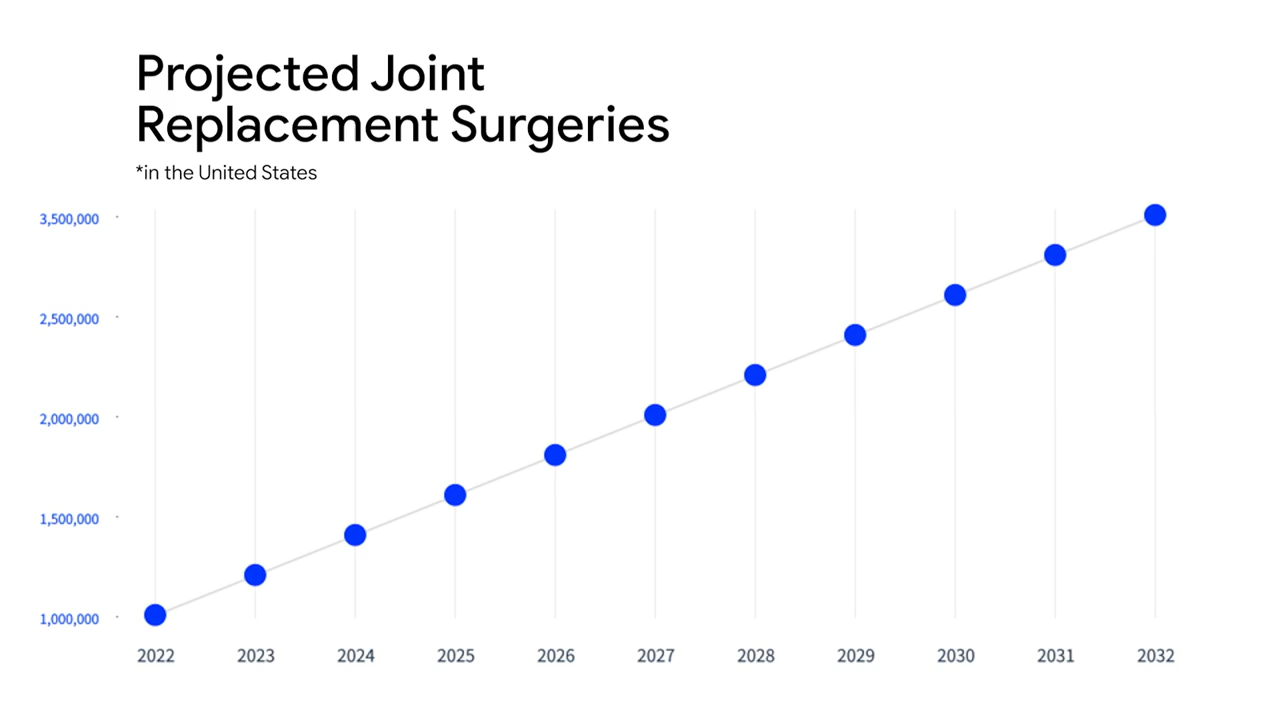 Projected Joint
Replacement Surgeries
*in the United States
3,500,000
2,500,000
2,000,000
1,500,000
1,000,000
2022 2023 2024 2025 2026 2027 2028 2029 2030 2031 2032